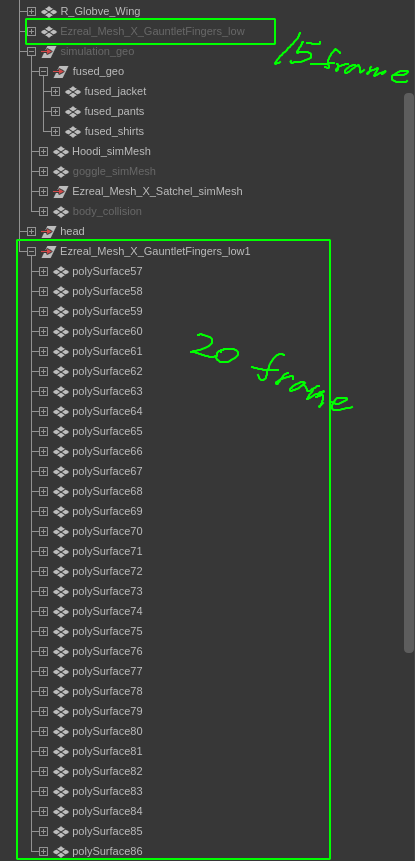 R_Globve_Wing
Ezreal_Mesh_X_GauntletFingers_low
15 frame
simulation_geo
fused_geo
fused_jacket
fused_pants
fused_shirts
Hoodi_simMesh
goggle_simMesh
Ezreal_Mesh_X_Satchel_simMesh
body_collision
head
Ezreal_Mesh_X_GauntletFingers_low1
polySurface57
polySurface58
polySurface59
polySurface60
polySurface61
20 frame
polySurface62
polySurface63
polySurface64
polySurface65
polySurface66
polySurface67
polySurface68
polySurface69
polySurface70
polySurface71
polySurface72
polySurface73
polySurface74
polySurface75
polySurface76
polySurface77
polySurface78
polySurface79
polySurface80
polySurface81
polySurface82
polySurface83
polySurface84
polySurface85
polySurface86